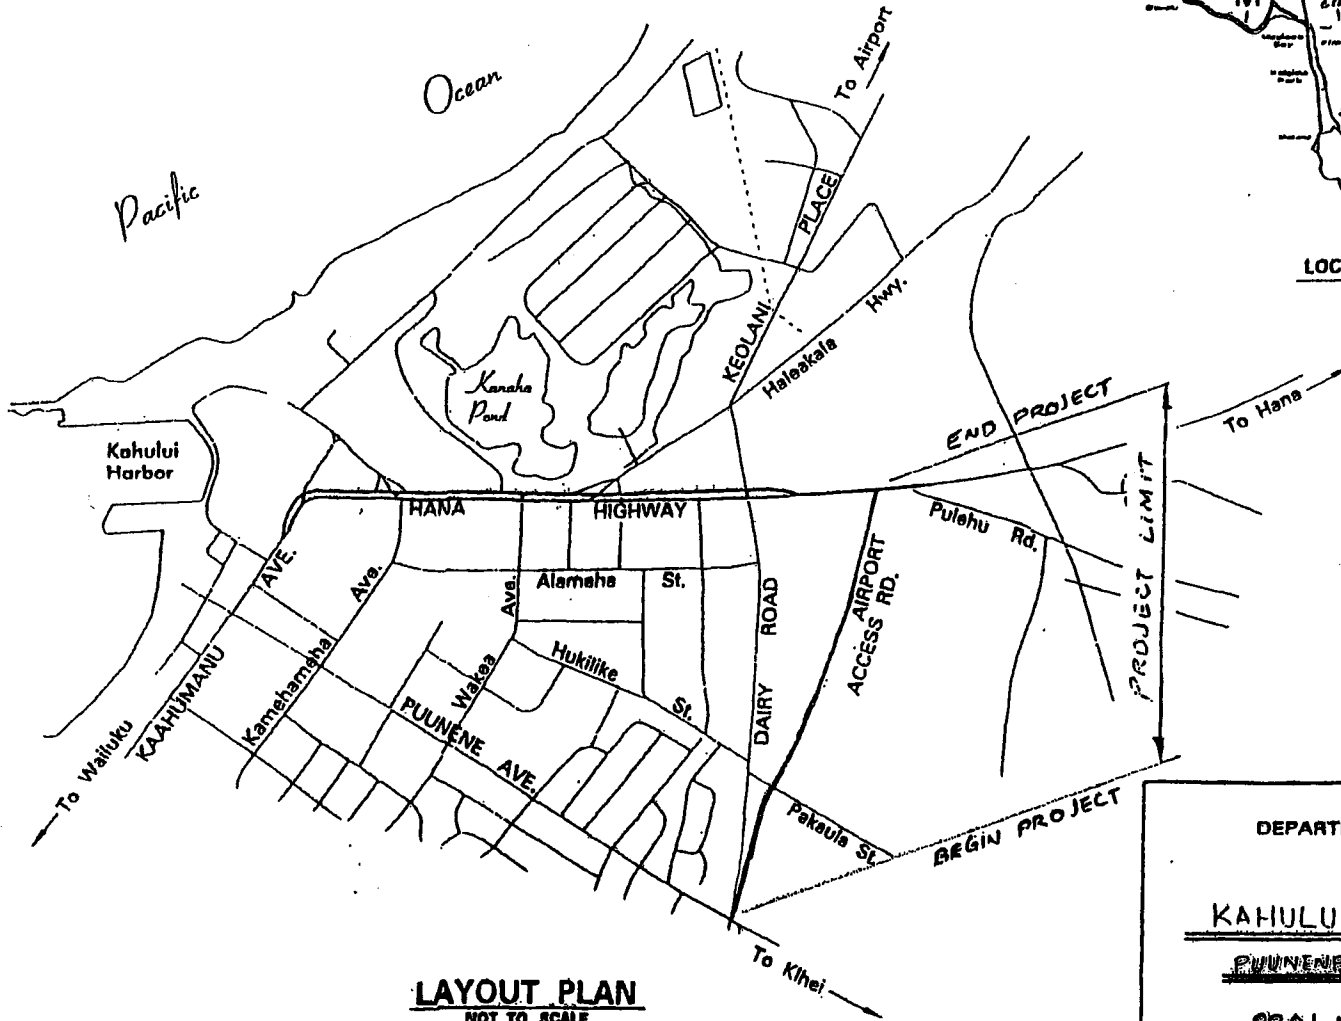 Ocean
Pacific
To Airport
PLACE
KEOLANI
Hwy.
Haleakala
LOC
Kanaha
Pond
Kahului
Harbor
END PROJECT
To Hana
HANA HIGHWAY
Pulehu Rd.
PROJECT LIMIT
AVE.
KAAHUMANU
Ave.
Kamehameha
Ave.
Wakea
Alamaha St.
ROAD
DAIRY
AIRPORT
ACCESS RD.
Hukilike St.
PUUNENE AVE.
To Wailuku
Pakaula St.
BEGIN PROJECT
To Kihei
DEPART
KAHULU
PUUNENE
LAYOUT PLAN
NOT TO SCALE